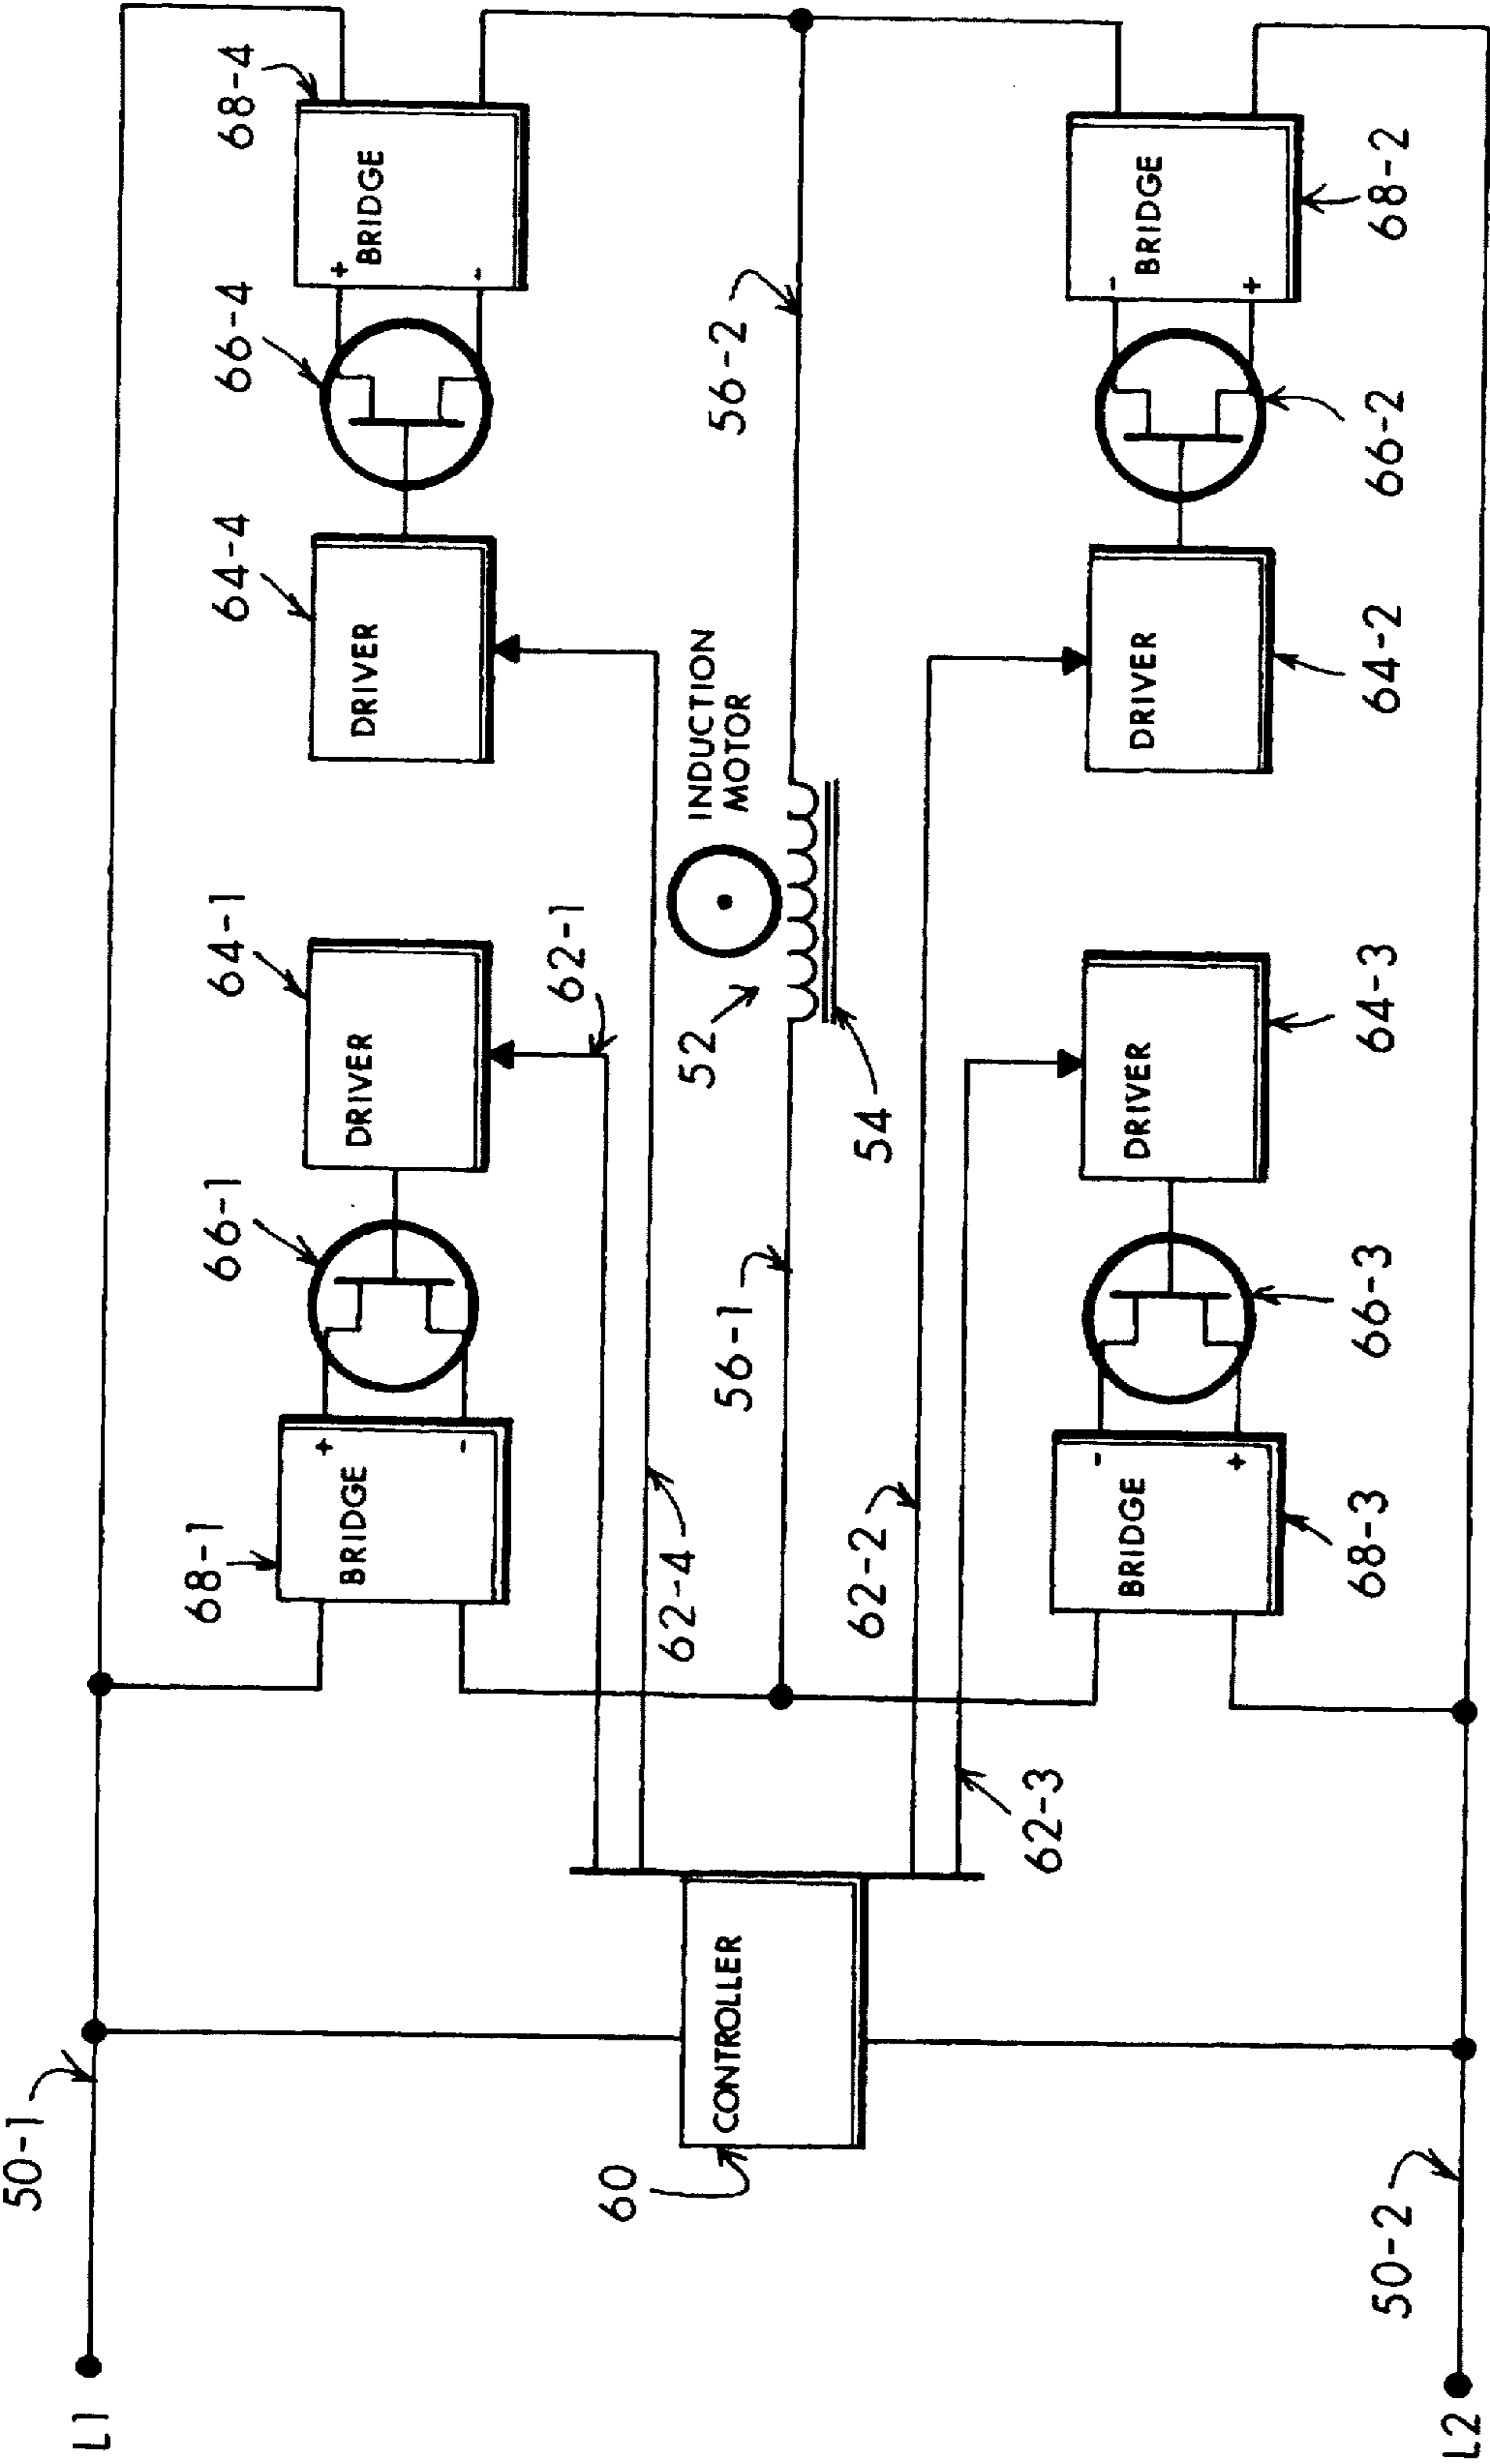 L1
50-1
68-1
BRIDGE
+
-
66-1
64-1
DRIVER
62-1
64-4
DRIVER
66-4
68-4
BRIDGE
+
-
60
CONTROLLER
62-4
56-1
52
INDUCTION
MOTOR
54
56-2
62-2
62-3
68-3
BRIDGE
-
+
66-3
DRIVER
64-3
DRIVER
64-2
66-2
BRIDGE
-
+
68-2
L2
50-2